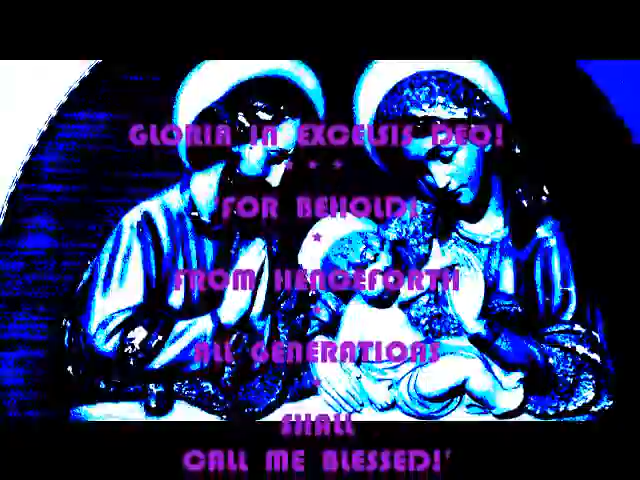 GLORIA IN EXCELSIS DEO!
* * *
FOR BEHOLD!
*
FROM HENCEFORTH
*
ALL GENERATIONS
*
SHALL
CALL ME BLESSED!'